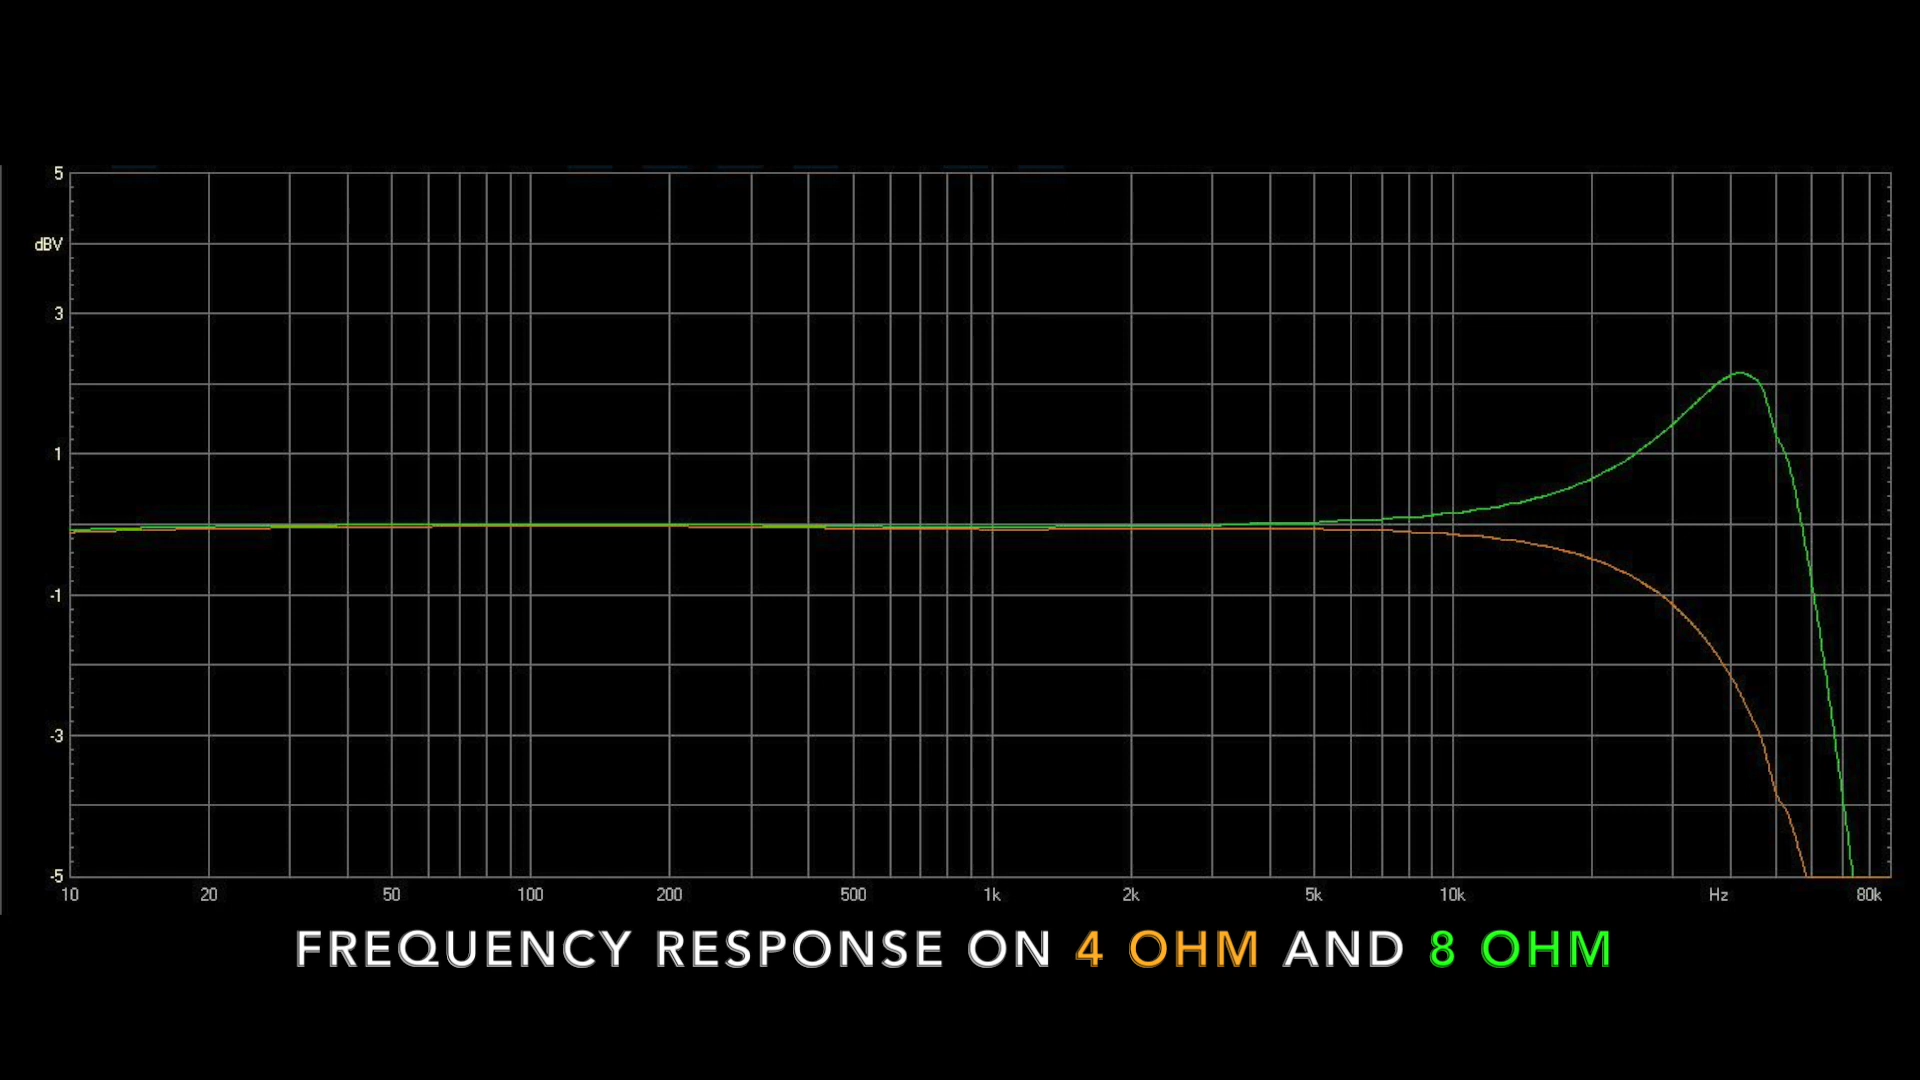 5
dBV
3
1
-1
-3
-5
10 20 50 100 200 500 1k 2k 5k 10k Hz 80k
FREQUENCY RESPONSE ON 4 OHM AND 8 OHM